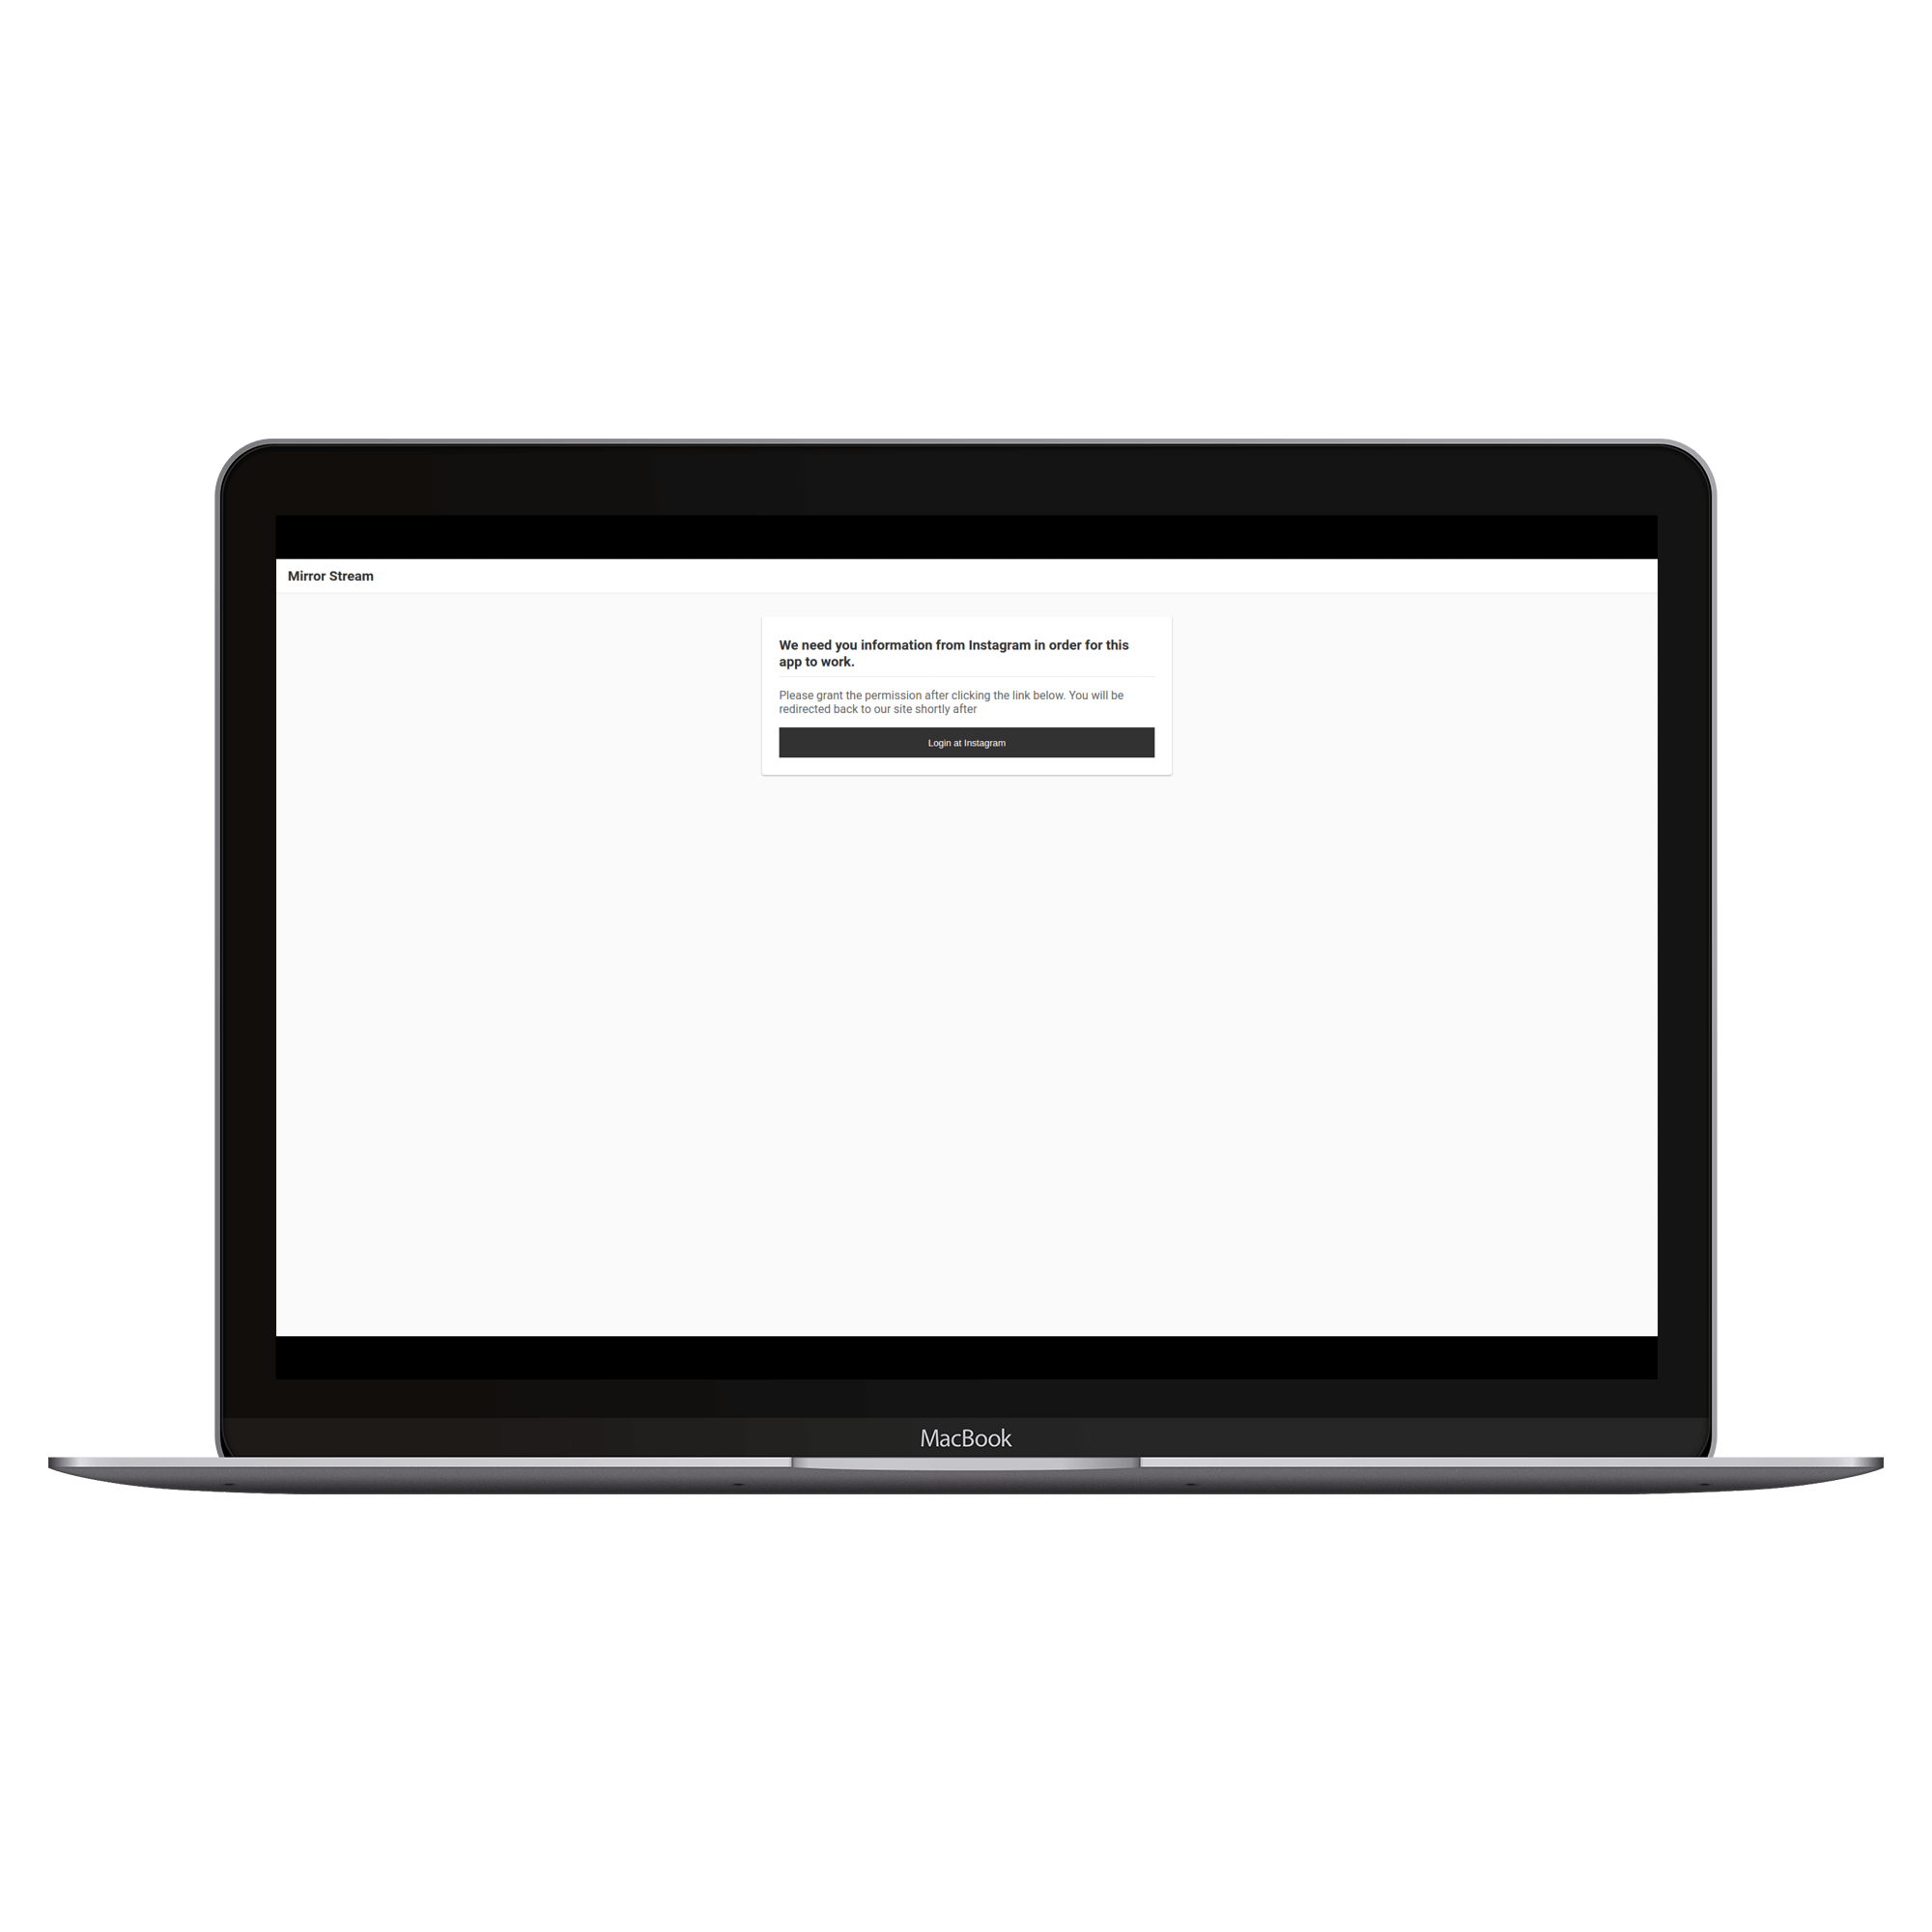 Mirror Stream
We need you information from Instagram in order for this
app to work.
Please grant the permission after clicking the link below. You will be
redirected back to our site shortly after
Login at Instagram
MacBook